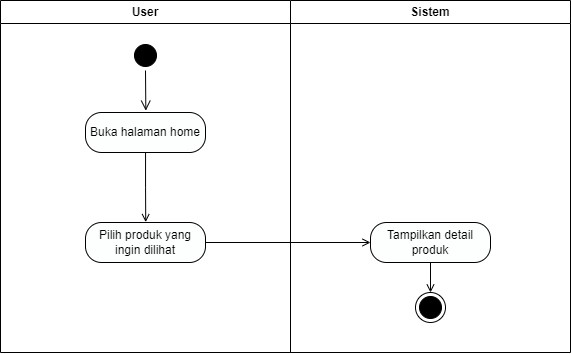 User
Sistem
Buka halaman home
Pilih produk yang
ingin dilihat
Tampilkan detail
produk